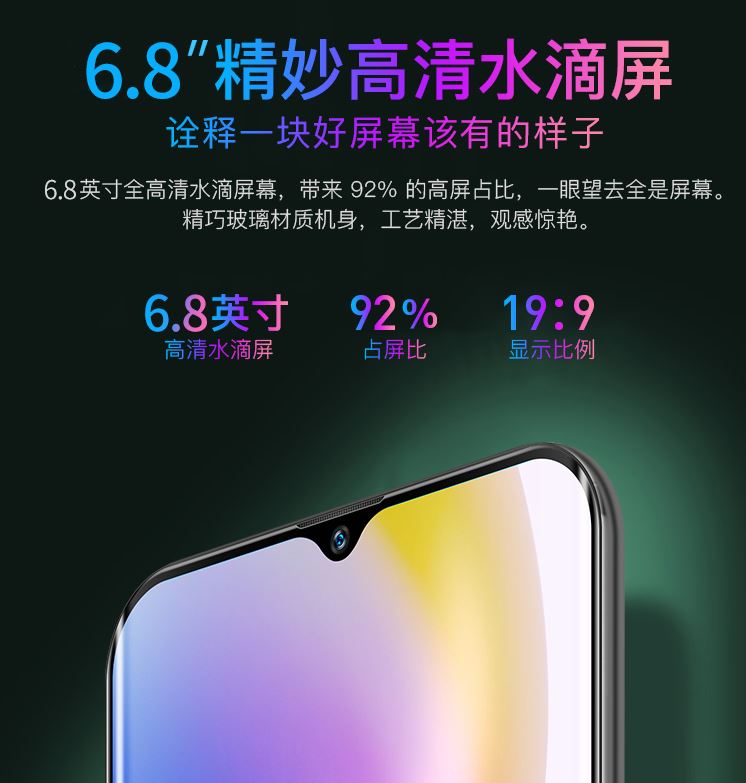 6.8"精妙高清水滴屏
诠释一块好屏幕该有的样子
6.8英寸全高清水滴屏幕，带来 92% 的高屏占比，一眼望去全是屏幕。
精巧玻璃材质机身，工艺精湛，观感惊艳。
6.8英寸 92% 19:9
高清水滴屏 占屏比 显示比例